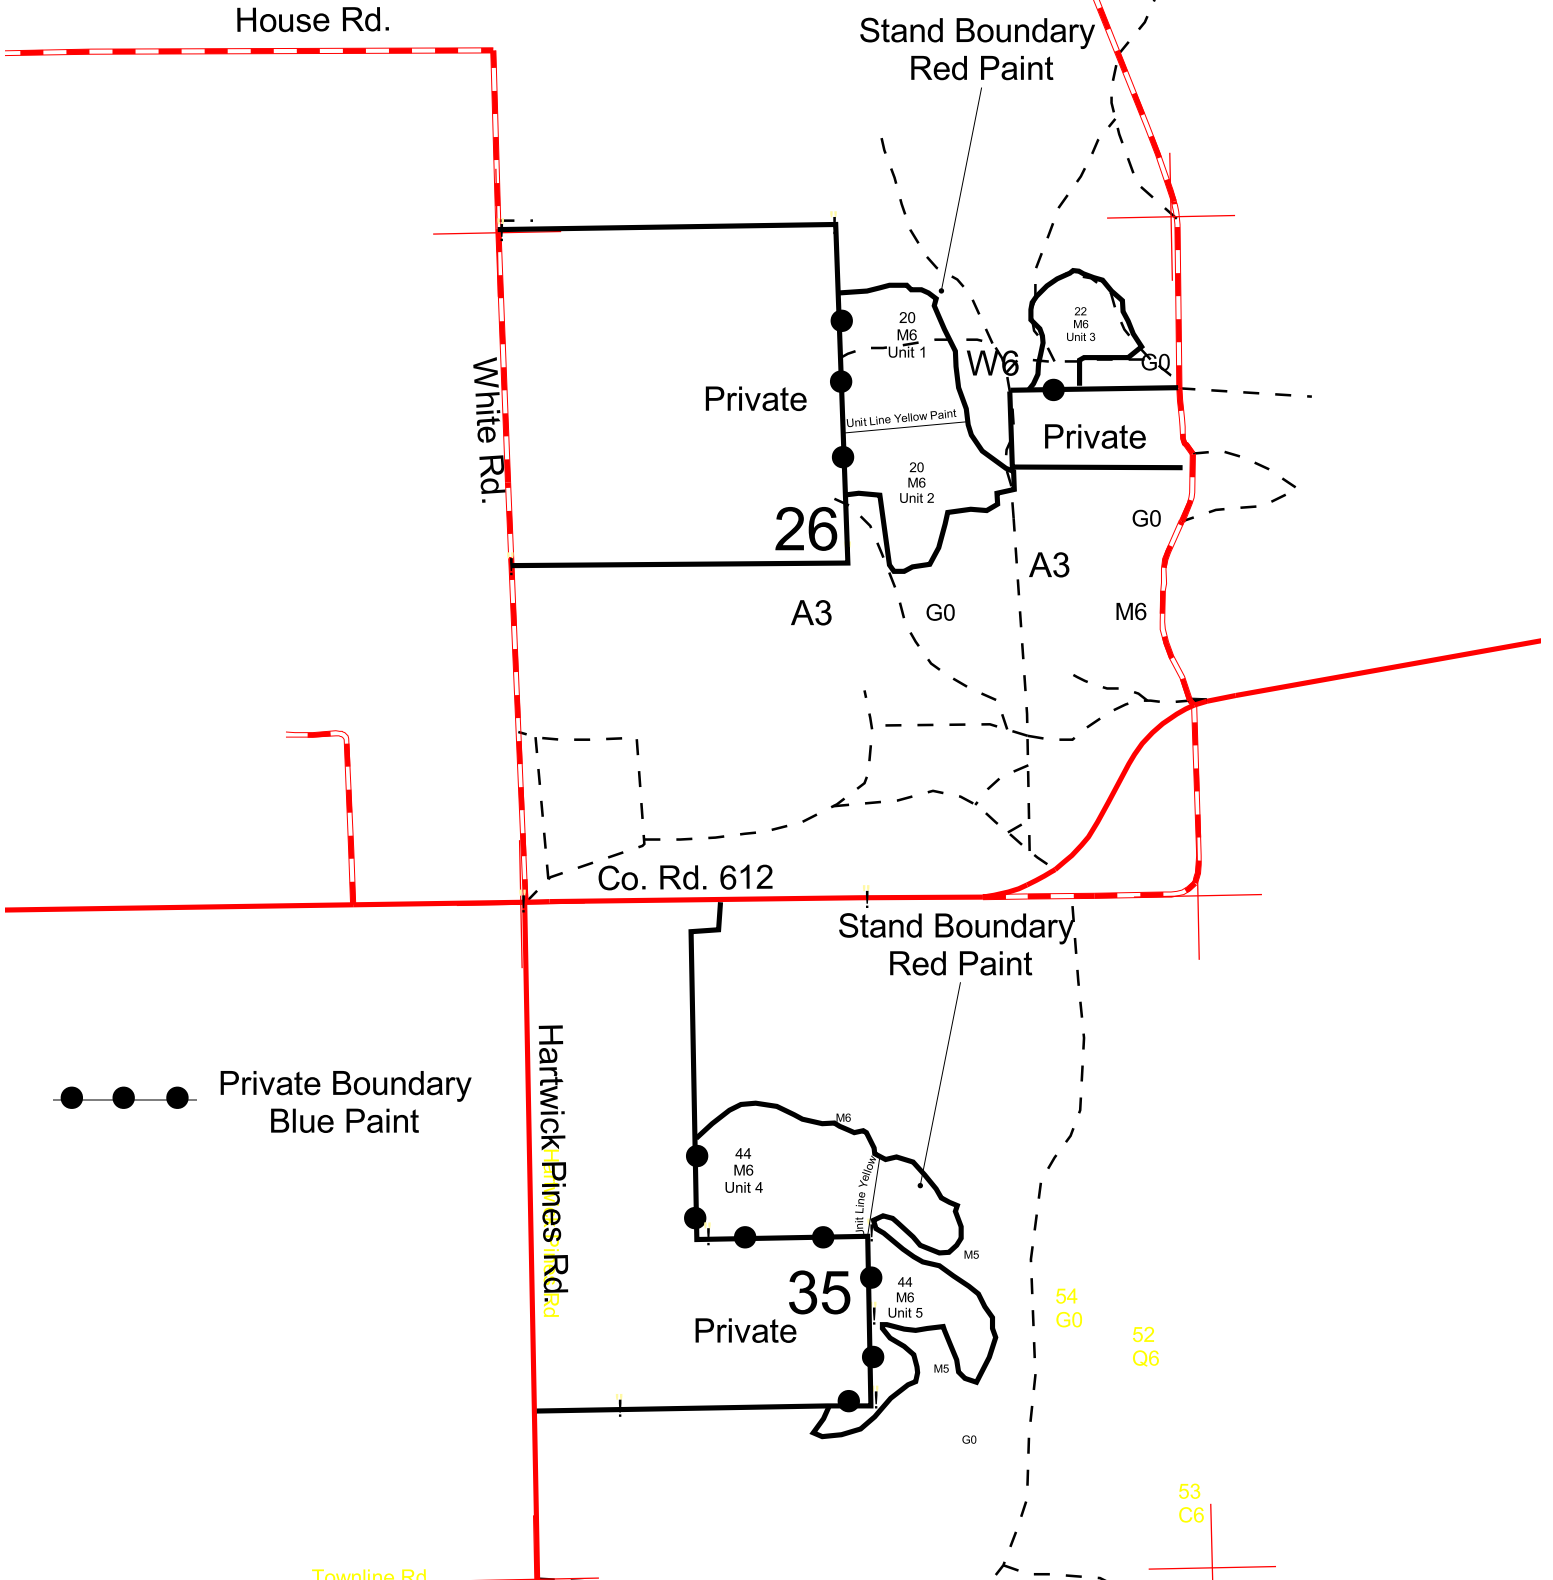 House Rd.
Stand Boundary
Red Paint
20
M6
Unit 1
22
M6
Unit 3
W6
G0
White Rd.
Private
Unit Line Yellow Paint
Private
20
M6
Unit 2
26
G0
A3
A3
G0
M6
Co. Rd. 612
Stand Boundary
Red Paint
Hartwick Pines Rd.
Private Boundary
Blue Paint
M6
44
M6
Unit 4
Unit Line Yellow
M5
35
44
M6
Unit 5
Private
54
G0
52
Q6
M5
G0
53
C6
Townline Rd